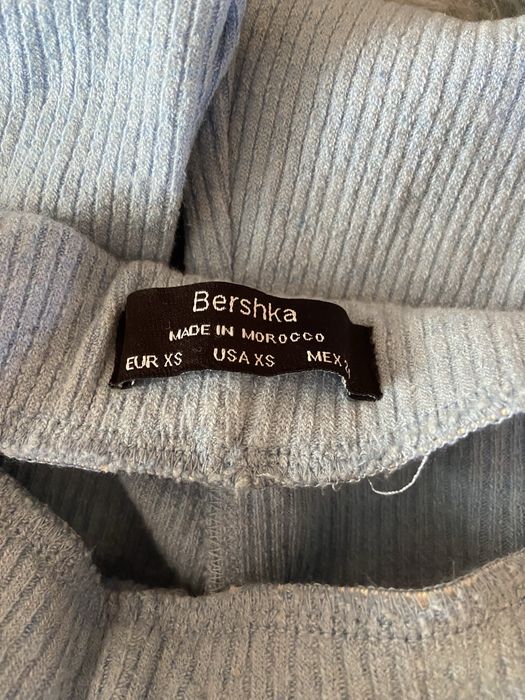 Bershka
MADE IN MOROCCO
EUR XS USA XS MEX